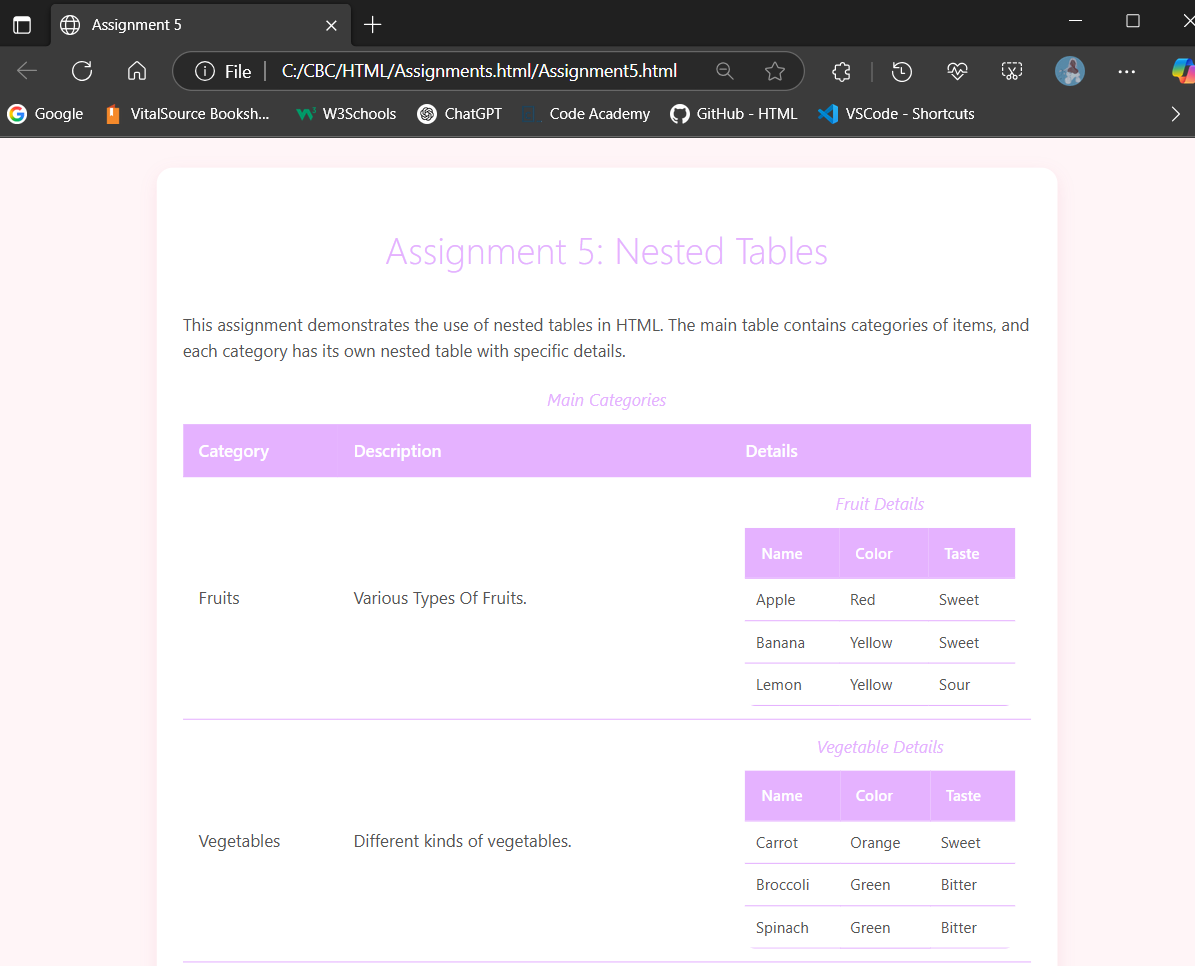 Assignment 5
File C:/CBC/HTML/Assignments.html/Assignment5.html
Google VitalSource Booksh... W3Schools ChatGPT Code Academy GitHub - HTML VSCode - Shortcuts
Assignment 5: Nested Tables
This assignment demonstrates the use of nested tables in HTML. The main table contains categories of items, and
each category has its own nested table with specific details.
Main Categories
Category Description Details
Fruit Details
Name Color Taste
Fruits Various Types Of Fruits. Apple Red Sweet
Banana Yellow Sweet
Lemon Yellow Sour
Vegetable Details
Name Color Taste
Vegetables Different kinds of vegetables. Carrot Orange Sweet
Broccoli Green Bitter
Spinach Green Bitter